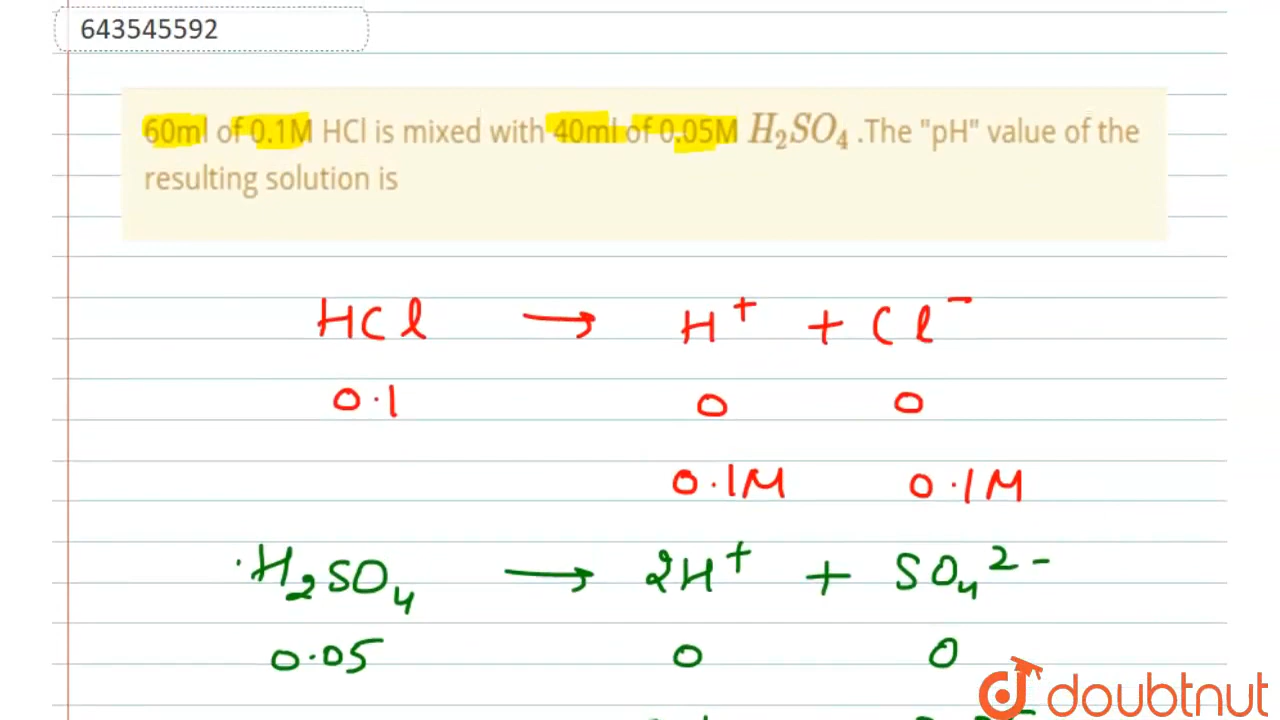 643545592
60ml of 0.1M HCl is mixed with 40ml of 0.05M H₂SO₄ .The "pH" value of the
resulting solution is
HCl → H⁺ + Cl⁻
0.1 0 0
0.1M 0.1M
H₂SO₄ → 2H⁺ + SO₄²⁻
0.05 0 0
doubtnut